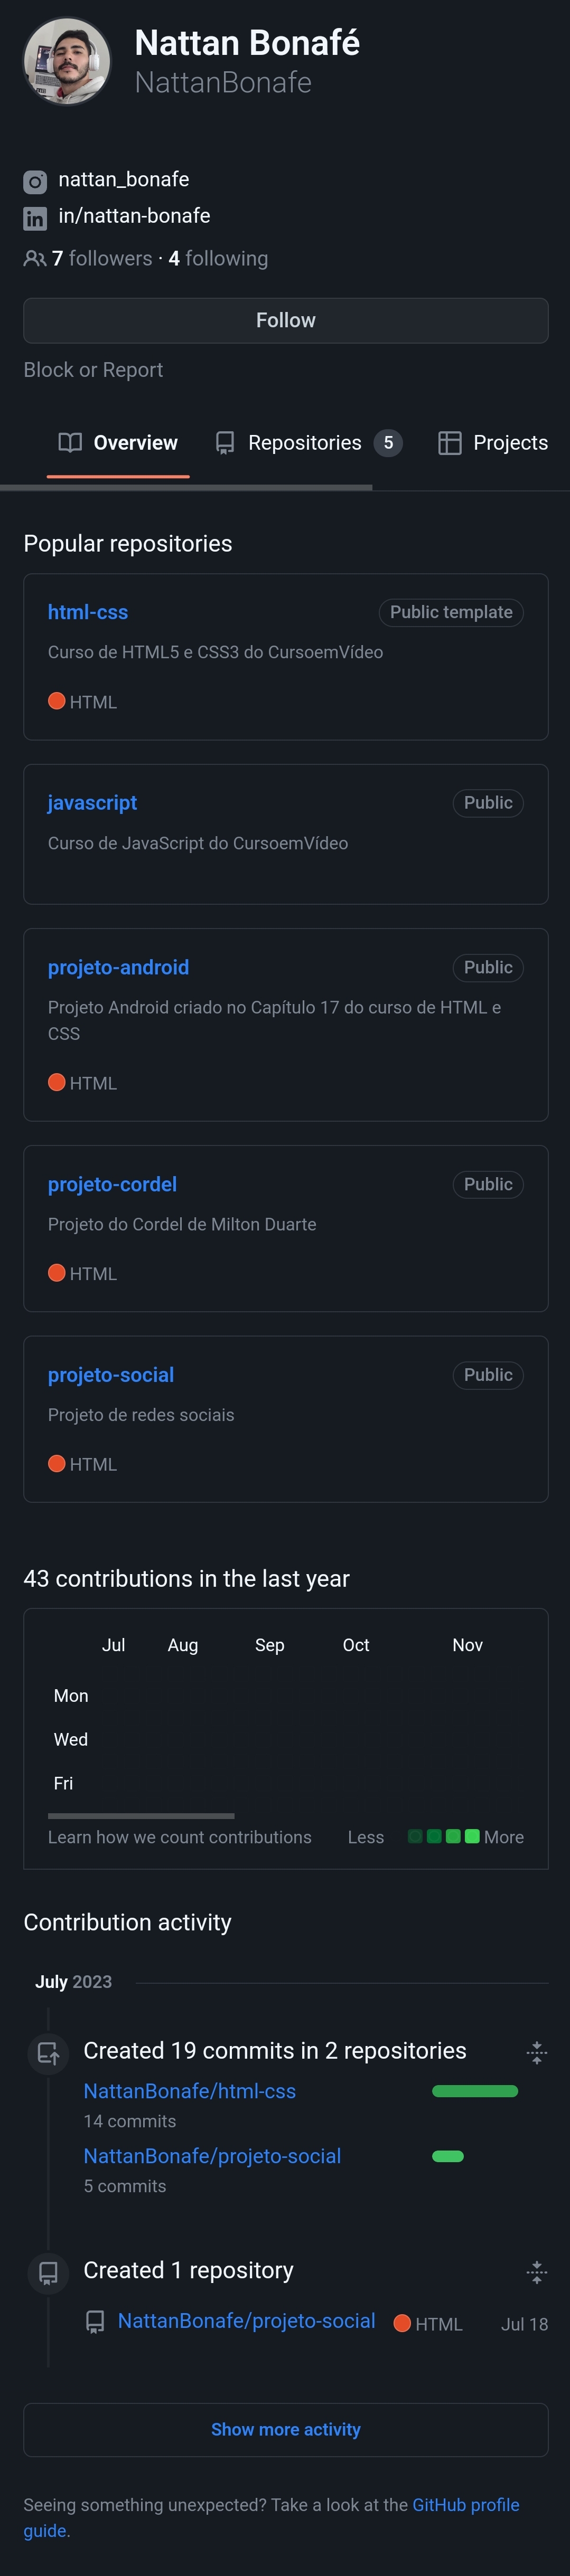 Nattan Bonafé
NattanBonafe
nattan_bonafe
in/nattan-bonafe
7 followers · 4 following
Follow
Block or Report
Overview Repositories 5 Projects
Popular repositories
html-css Public template
Curso de HTML5 e CSS3 do CursoemVídeo
HTML
javascript Public
Curso de JavaScript do CursoemVídeo
projeto-android Public
Projeto Android criado no Capítulo 17 do curso de HTML e
CSS
HTML
projeto-cordel Public
Projeto do Cordel de Milton Duarte
HTML
projeto-social Public
Projeto de redes sociais
HTML
43 contributions in the last year
Jul Aug Sep Oct Nov
Mon
Wed
Fri
Learn how we count contributions Less More
Contribution activity
July 2023
Created 19 commits in 2 repositories
NattanBonafe/html-css
14 commits
NattanBonafe/projeto-social
5 commits
Created 1 repository
NattanBonafe/projeto-social HTML Jul 18
Show more activity
Seeing something unexpected? Take a look at the GitHub profile
guide.